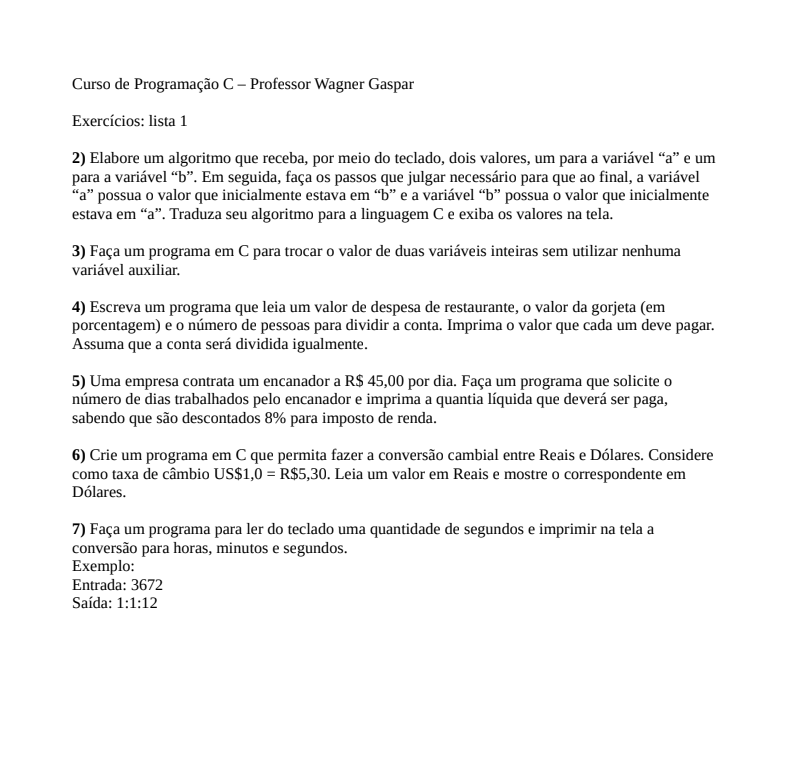 Curso de Programação C – Professor Wagner Gaspar
Exercícios: lista 1
2) Elabore um algoritmo que receba, por meio do teclado, dois valores, um para a variável “a” e um
para a variável “b”. Em seguida, faça os passos que julgar necessário para que ao final, a variável
“a” possua o valor que inicialmente estava em “b” e a variável “b” possua o valor que inicialmente
estava em “a”. Traduza seu algoritmo para a linguagem C e exiba os valores na tela.
3) Faça um programa em C para trocar o valor de duas variáveis inteiras sem utilizar nenhuma
variável auxiliar.
4) Escreva um programa que leia um valor de despesa de restaurante, o valor da gorjeta (em
porcentagem) e o número de pessoas para dividir a conta. Imprima o valor que cada um deve pagar.
Assuma que a conta será dividida igualmente.
5) Uma empresa contrata um encanador a R$ 45,00 por dia. Faça um programa que solicite o
número de dias trabalhados pelo encanador e imprima a quantia líquida que deverá ser paga,
sabendo que são descontados 8% para imposto de renda.
6) Crie um programa em C que permita fazer a conversão cambial entre Reais e Dólares. Considere
como taxa de câmbio US$1,0 = R$5,30. Leia um valor em Reais e mostre o correspondente em
Dólares.
7) Faça um programa para ler do teclado uma quantidade de segundos e imprimir na tela a
conversão para horas, minutos e segundos.
Exemplo:
Entrada: 3672
Saída: 1:1:12